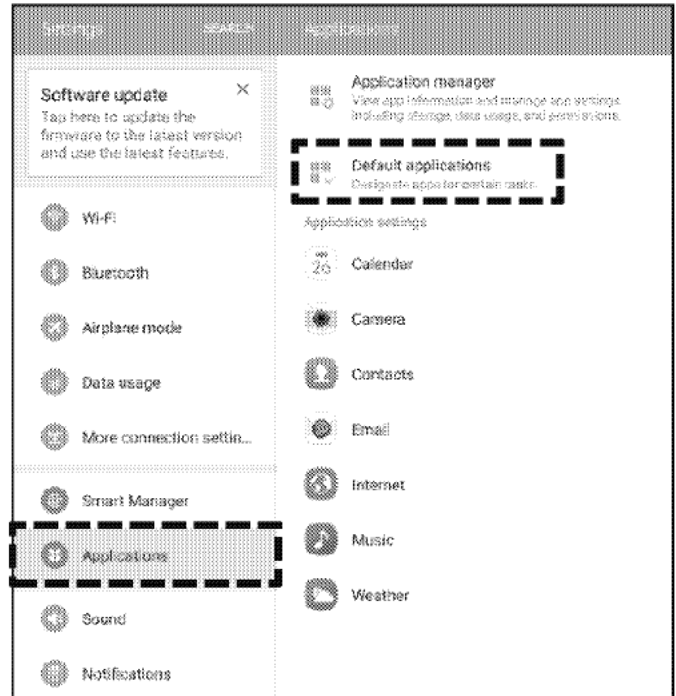 Settings
SEARCH
Applications
Software update
Tap here to update the
firmware to the latest version
and use the latest features.
Wi-Fi
Bluetooth
Airplane mode
Data usage
More connection settin...
Smart Manager
Applications
Sound
Notifications
Application manager
View app information and manage app settings,
including storage, data usage, and permissions.
Default applications
Designate apps for certain tasks.
Application settings
26
Calendar
Camera
Contacts
Email
Internet
Music
Weather